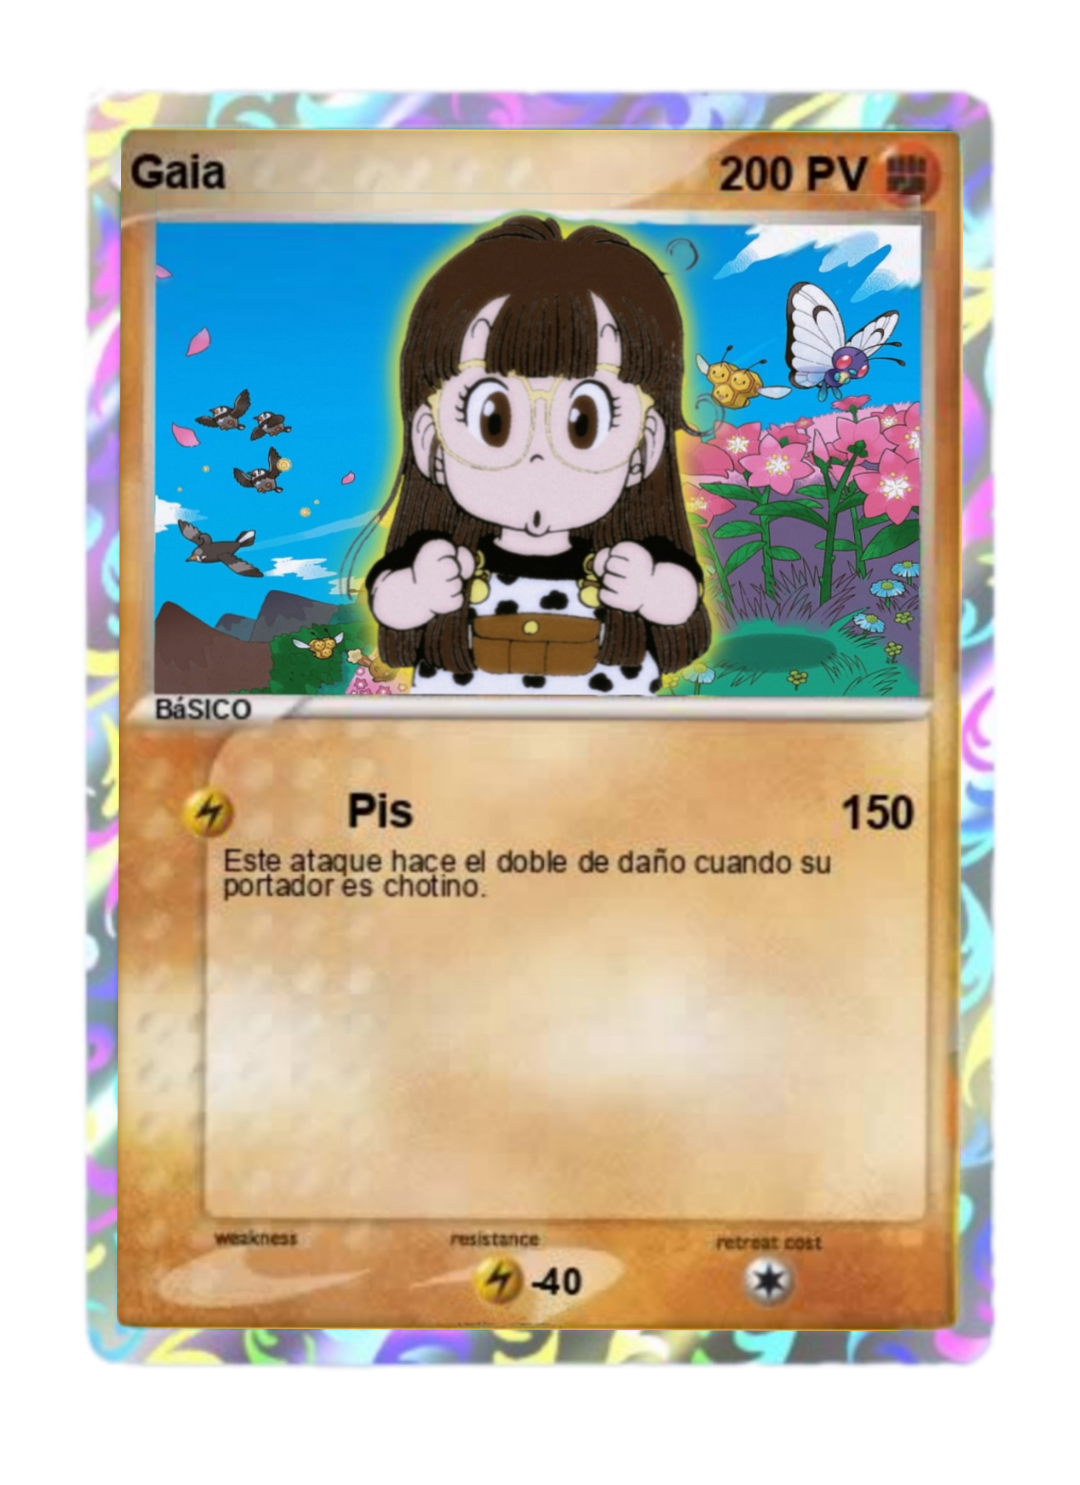 Gaia
200 PV
BáSICO
Pis
150
Este ataque hace el doble de daño cuando su
portador es chotino.
weakness
resistance
retreat cost
-40